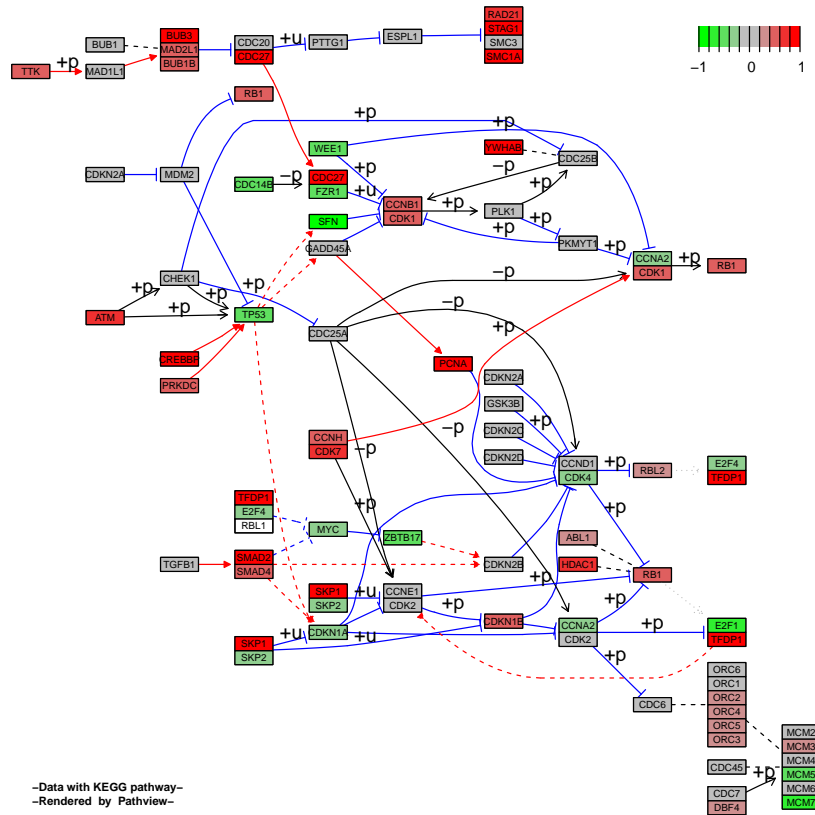 RAD21
BUB3
STAG1
BUB1
MAD2L1
CDC20
+u
PTTG1
ESPL1
SMC3
BUB1B
CDC27
SMC1A
TTK
+p
MAD1L1
-1
0
1
RB1
+p
+p
WEE1
YWHAB
CDC25B
CDKN2A
MDM2
+p
-p
CDC14B
-p
CDC27
FZR1
+u
+p
CCNB1
CDK1
+p
PLK1
SFN
+p
+p
GADD45A
PKMYT1
+p
CCNA2
CDK1
+p
RB1
CHEK1
-p
+p
+p
ATM
+p
+p
TP53
-p
CDC25A
+p
CREBBP
PCNA
PRKDC
CDKN2A
GSK3B
+p
CCNH
CDK7
-p
-p
CDKN2C
CDKN2D
CCND1
CDK4
+p
RBL2
E2F4
TFDP1
TFDP1
E2F4
RBL1
+p
+p
MYC
ZBTB17
ABL1
TGFB1
SMAD2
SMAD4
CDKN2B
HDAC1
RB1
+p
SKP1
SKP2
+u
CCNE1
CDK2
+p
+p
CDKN1B
CDKN1A
+u
CCNA2
CDK2
+p
E2F1
TFDP1
SKP1
SKP2
+u
+p
ORC6
ORC1
ORC2
ORC4
ORC5
ORC3
CDC6
MCM2
MCM3
MCM4
MCM5
MCM6
MCM7
CDC45
+p
CDC7
DBF4
-Data with KEGG pathway-
-Rendered by Pathview-